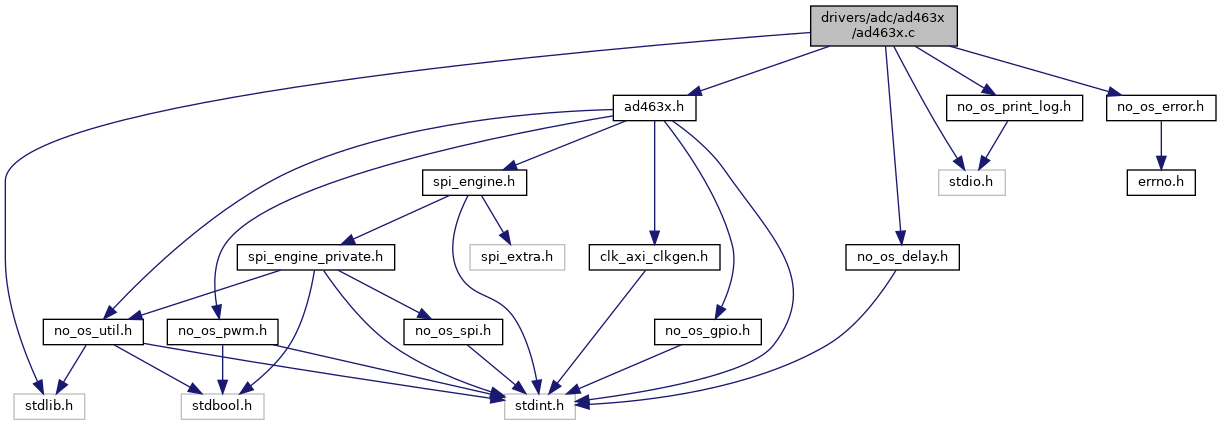 drivers/adc/ad463x
/ad463x.c
ad463x.h
no_os_print_log.h
no_os_error.h
spi_engine.h
stdio.h
errno.h
spi_engine_private.h
spi_extra.h
clk_axi_clkgen.h
no_os_delay.h
no_os_util.h
no_os_pwm.h
no_os_spi.h
no_os_gpio.h
stdlib.h
stdbool.h
stdint.h